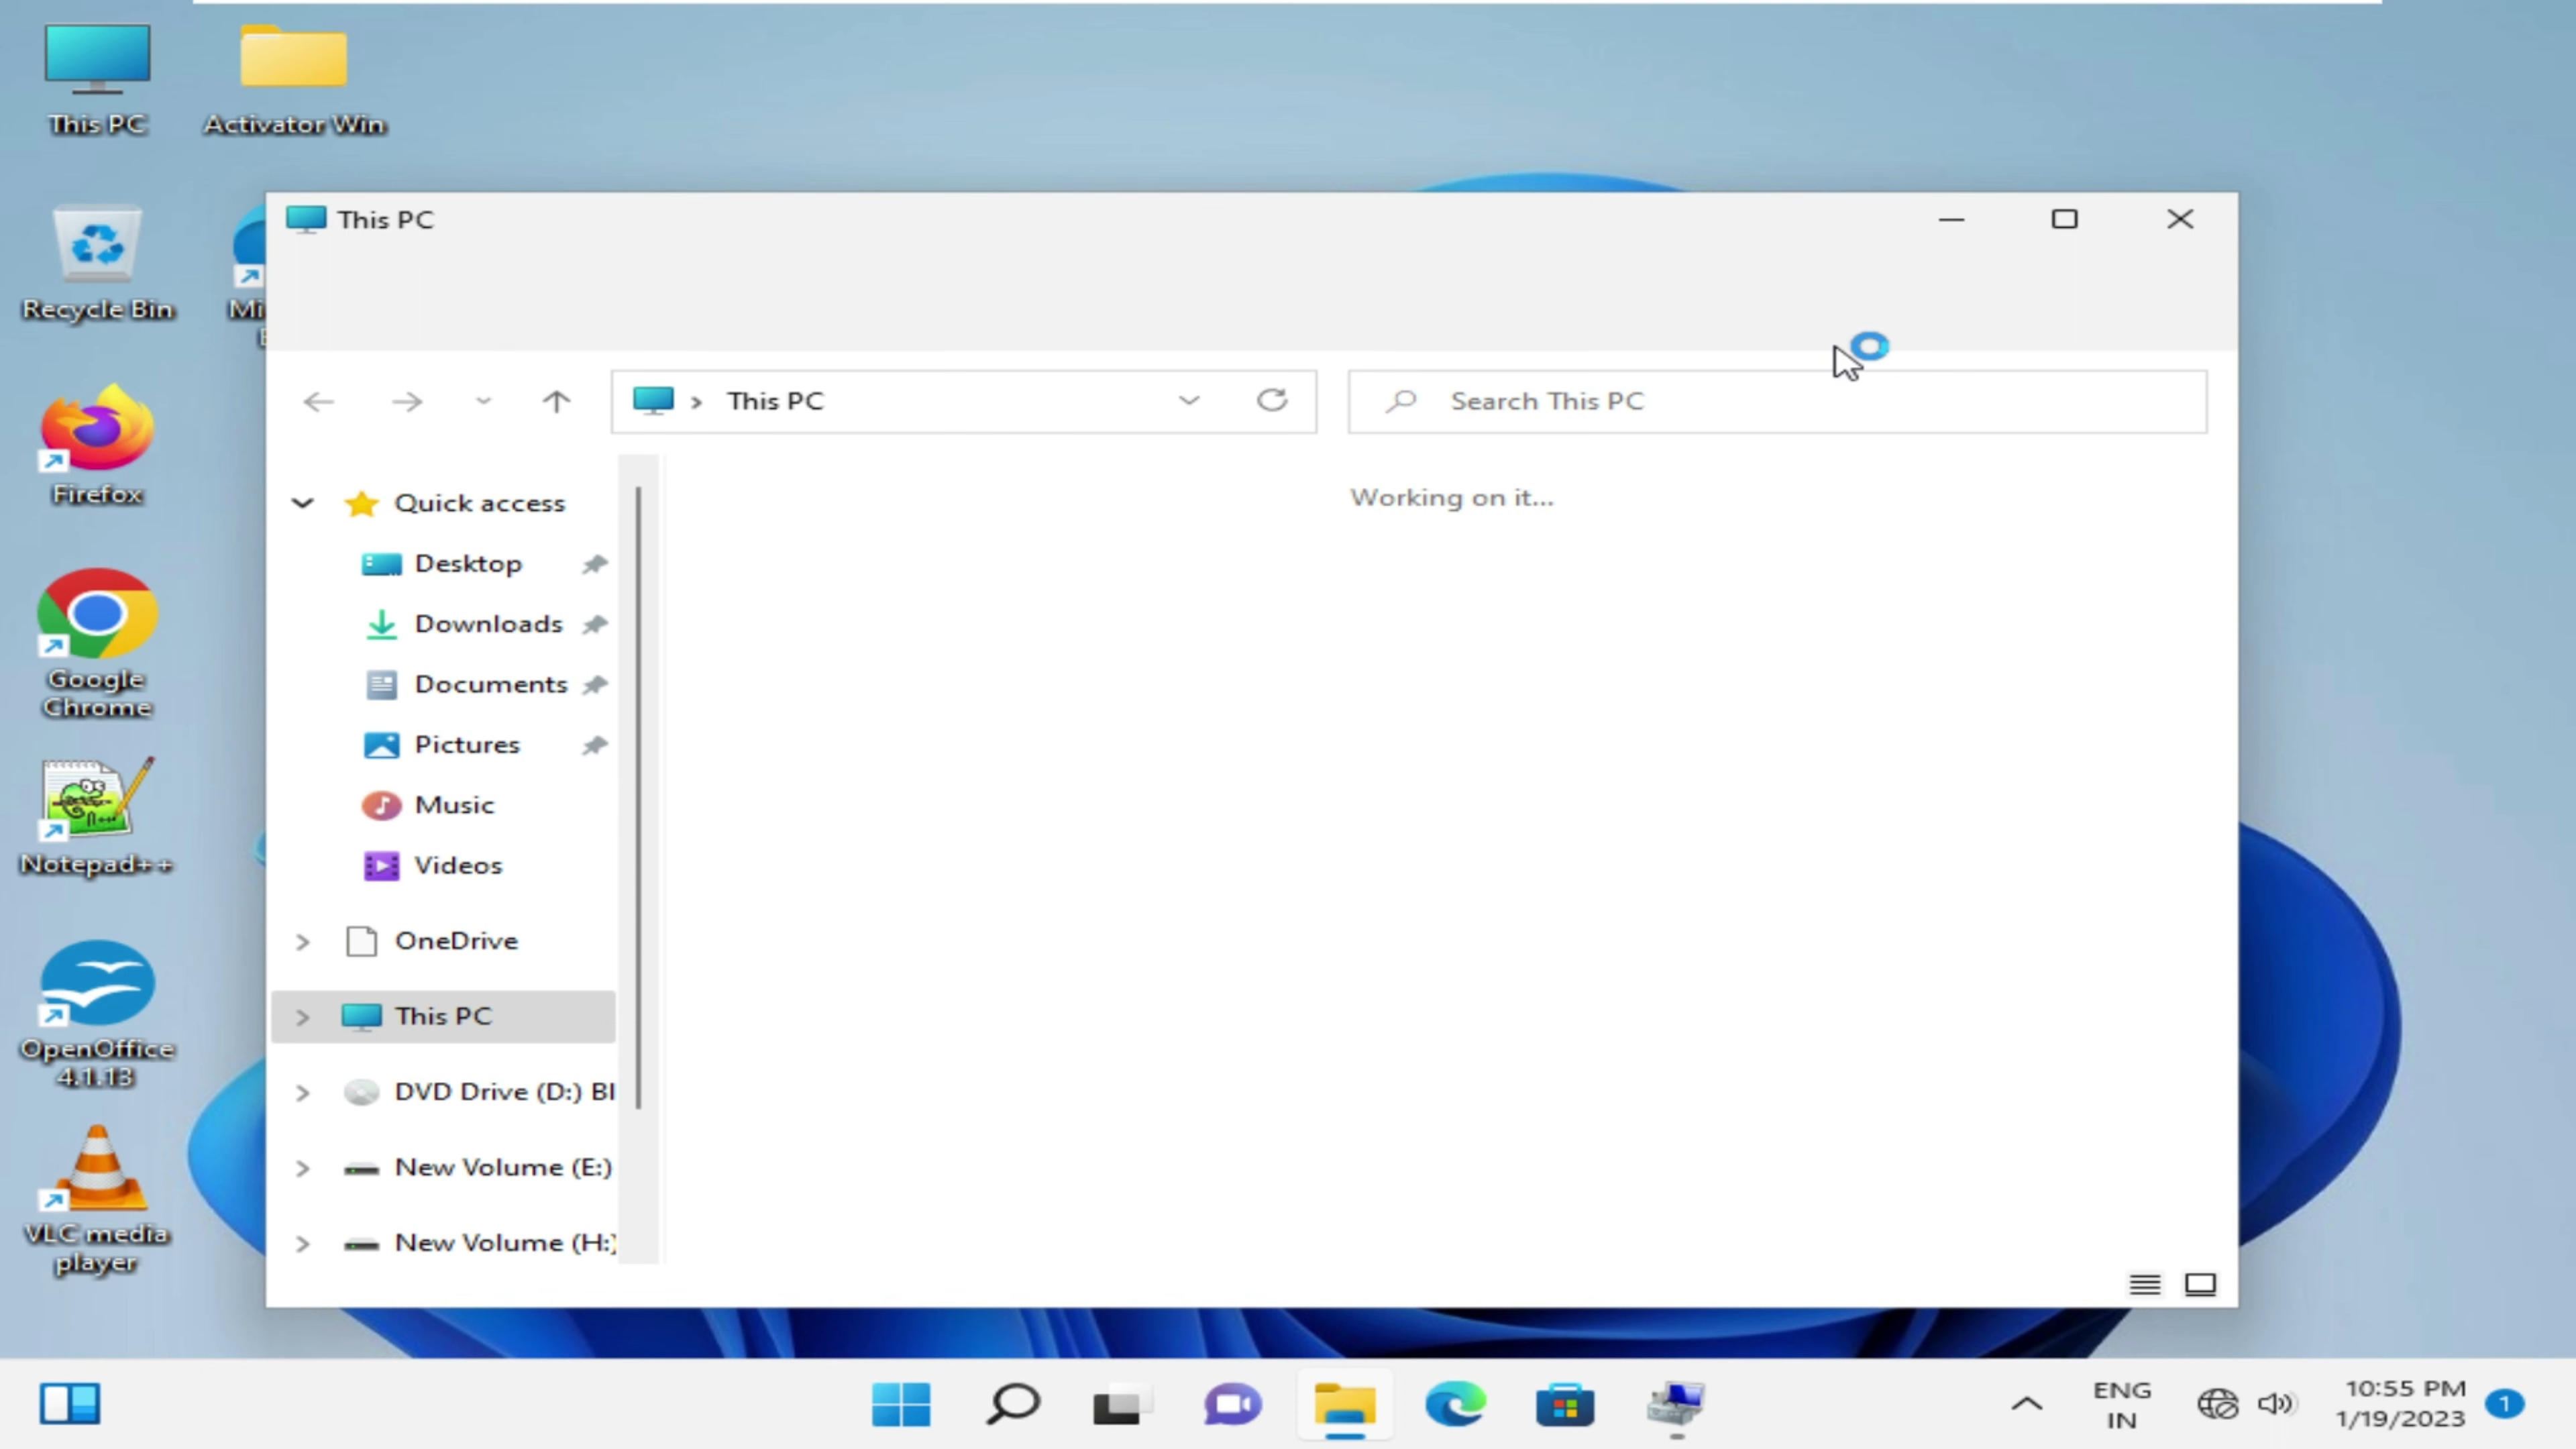 This PC
Activator Win
Recycle Bin
Mi
Firefox
Google
Chrome
Notepad++
OpenOffice
4.1.13
VLC media
player
This PC
This PC
Search This PC
Working on it...
Quick access
Desktop
Downloads
Documents
Pictures
Music
Videos
OneDrive
This PC
DVD Drive (D:) BI
New Volume (E:)
New Volume (H:)
ENG
IN
10:55 PM
1/19/2023
1